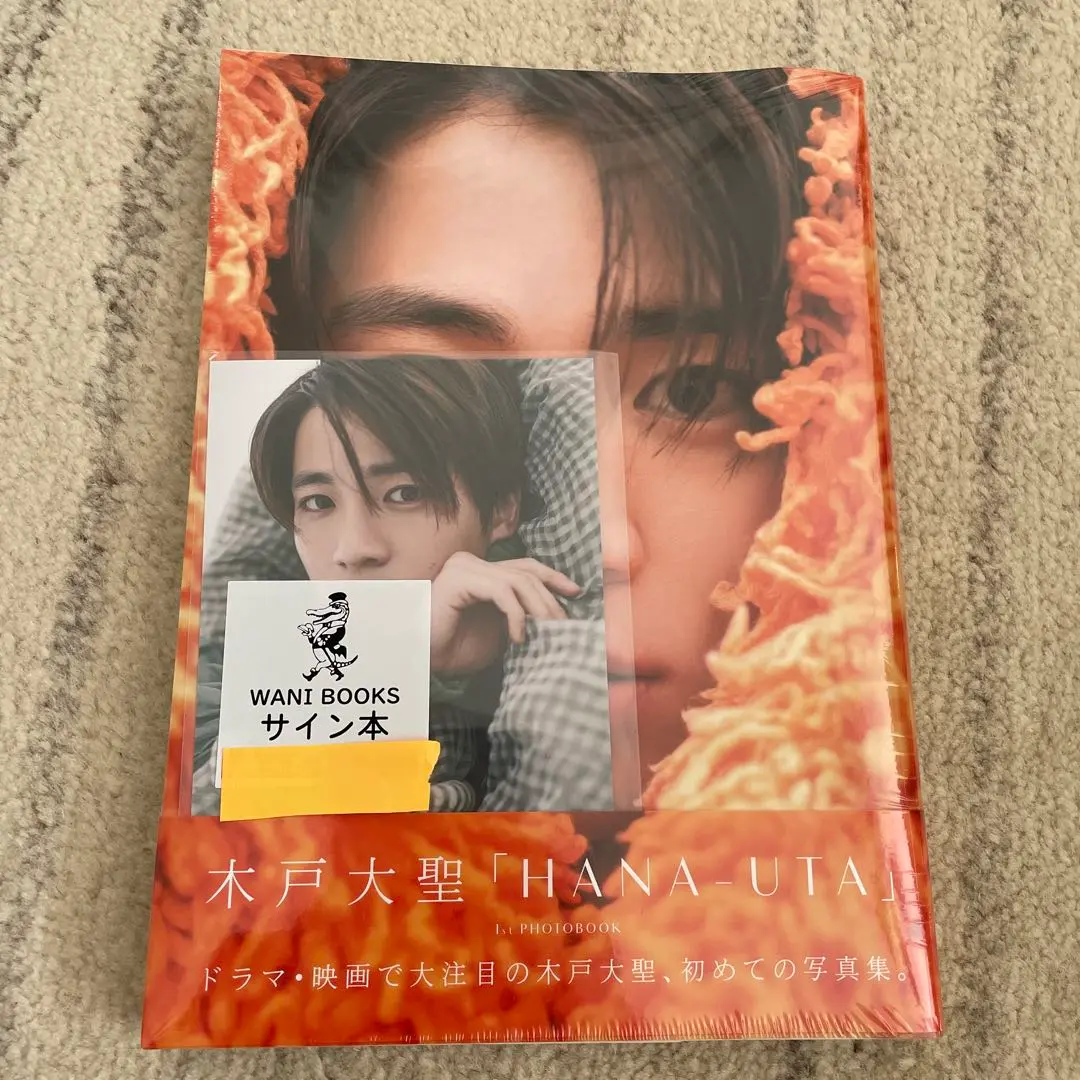 WANI BOOKS
サイン本
木戸大聖「HANA-UTA」
1st PHOTOBOOK
ドラマ・映画で大注目の木戸大聖、初めての写真集。